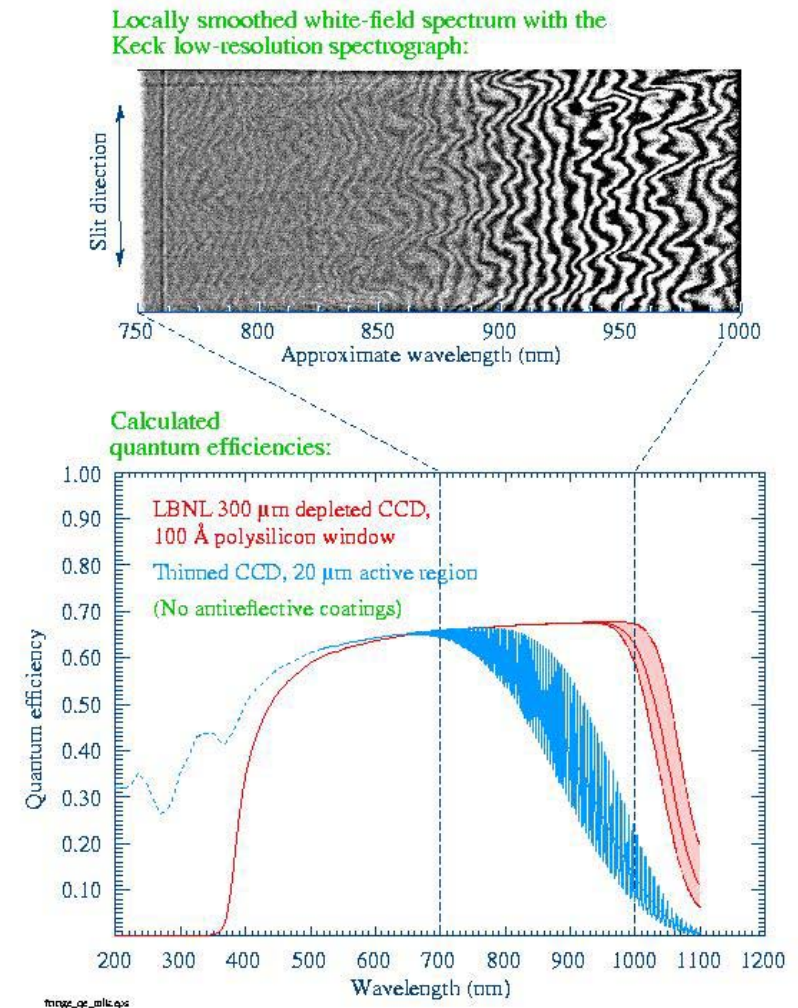 Locally smoothed white-field spectrum with the
Keck low-resolution spectrograph:
Slit direction
750 800 850 900 950 1000
Approximate wavelength (nm)
Calculated
quantum efficiencies:
1.00
0.90
0.80
0.70
0.60
0.50
0.40
0.30
0.20
0.10
Quantum efficiency
LBNL 300 μm depleted CCD,
100 Å polysilicon window
Thinned CCD, 20 μm active region
(No antireflective coatings)
200 300 400 500 600 700 800 900 1000 1100 1200
Wavelength (nm)